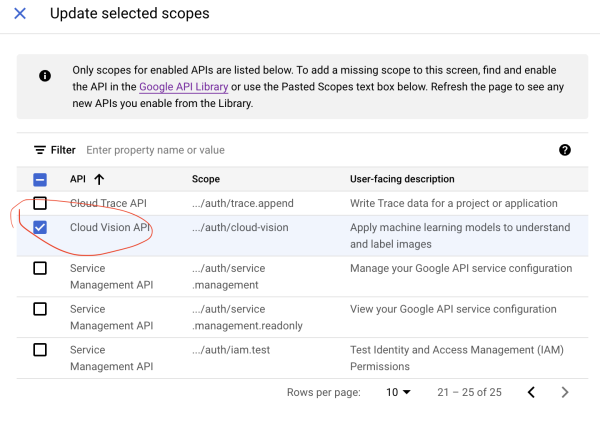 Update selected scopes
Only scopes for enabled APIs are listed below. To add a missing scope to this screen, find and enable
the API in the Google API Library or use the Pasted Scopes text box below. Refresh the page to see any
new APIs you enable from the Library.
Filter Enter property name or value
API Scope User-facing description
Cloud Trace API .../auth/trace.append Write Trace data for a project or application
Cloud Vision API .../auth/cloud-vision Apply machine learning models to understand
and label images
Service .../auth/service Manage your Google API service configuration
Management API .management
Service .../auth/service View your Google API service configuration
Management API .management.readonly
Service .../auth/iam.test Test Identity and Access Management (IAM)
Management API Permissions
Rows per page: 10 21 – 25 of 25